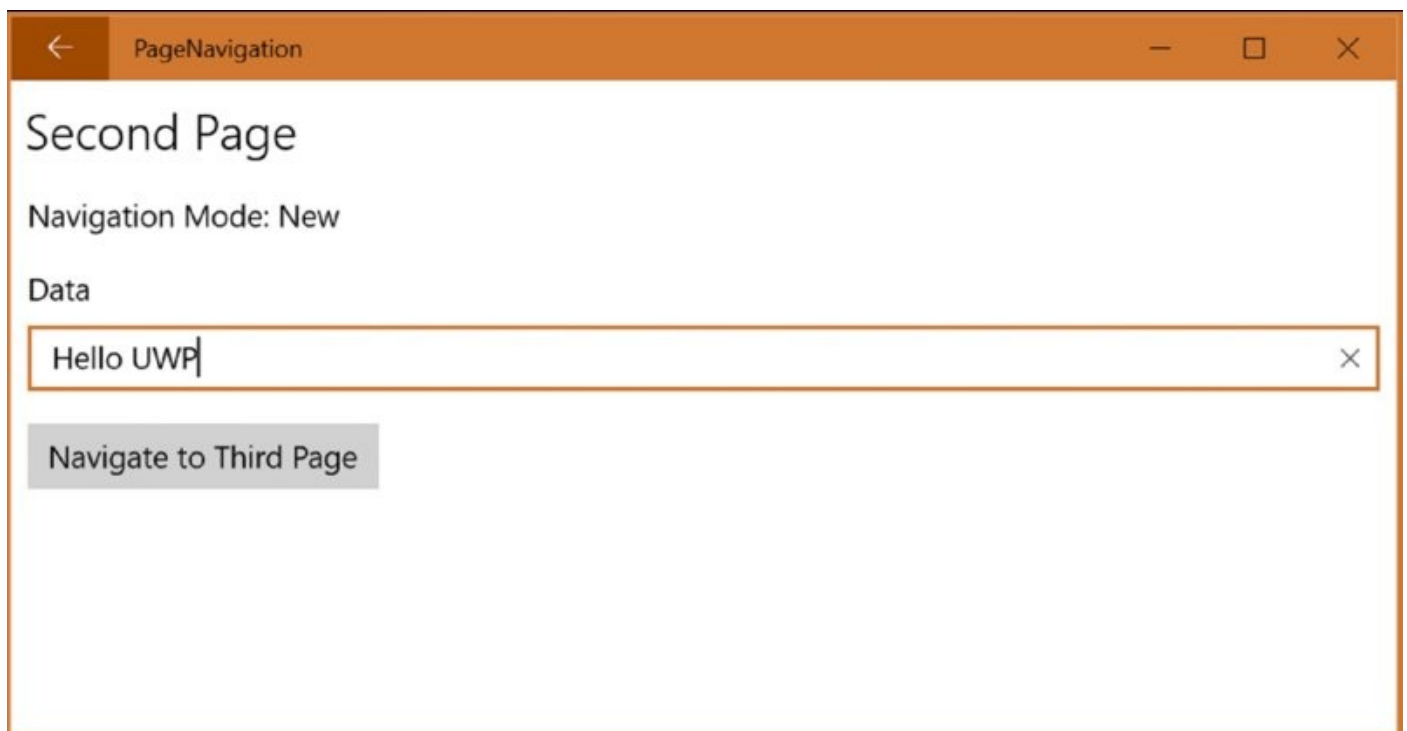 PageNavigation
Second Page
Navigation Mode: New
Data
Hello UWP
Navigate to Third Page